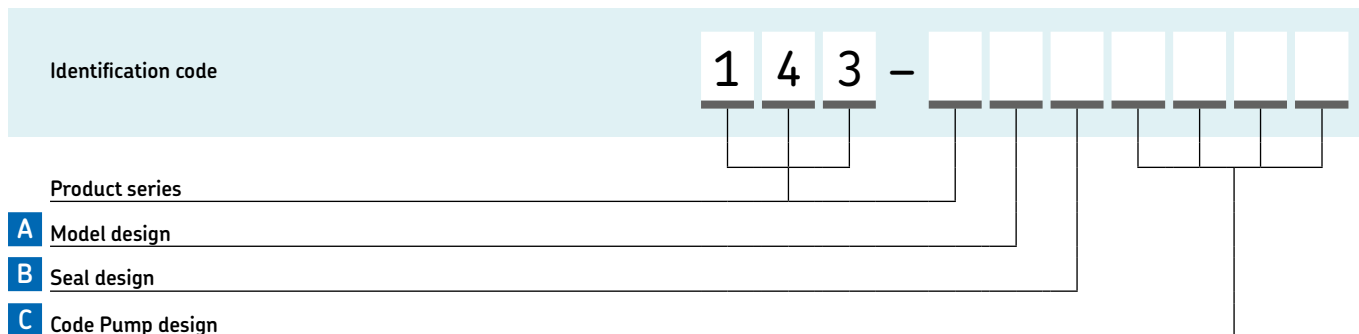 Identification code 1 4 3 –
Product series
A Model design
B Seal design
C Code Pump design